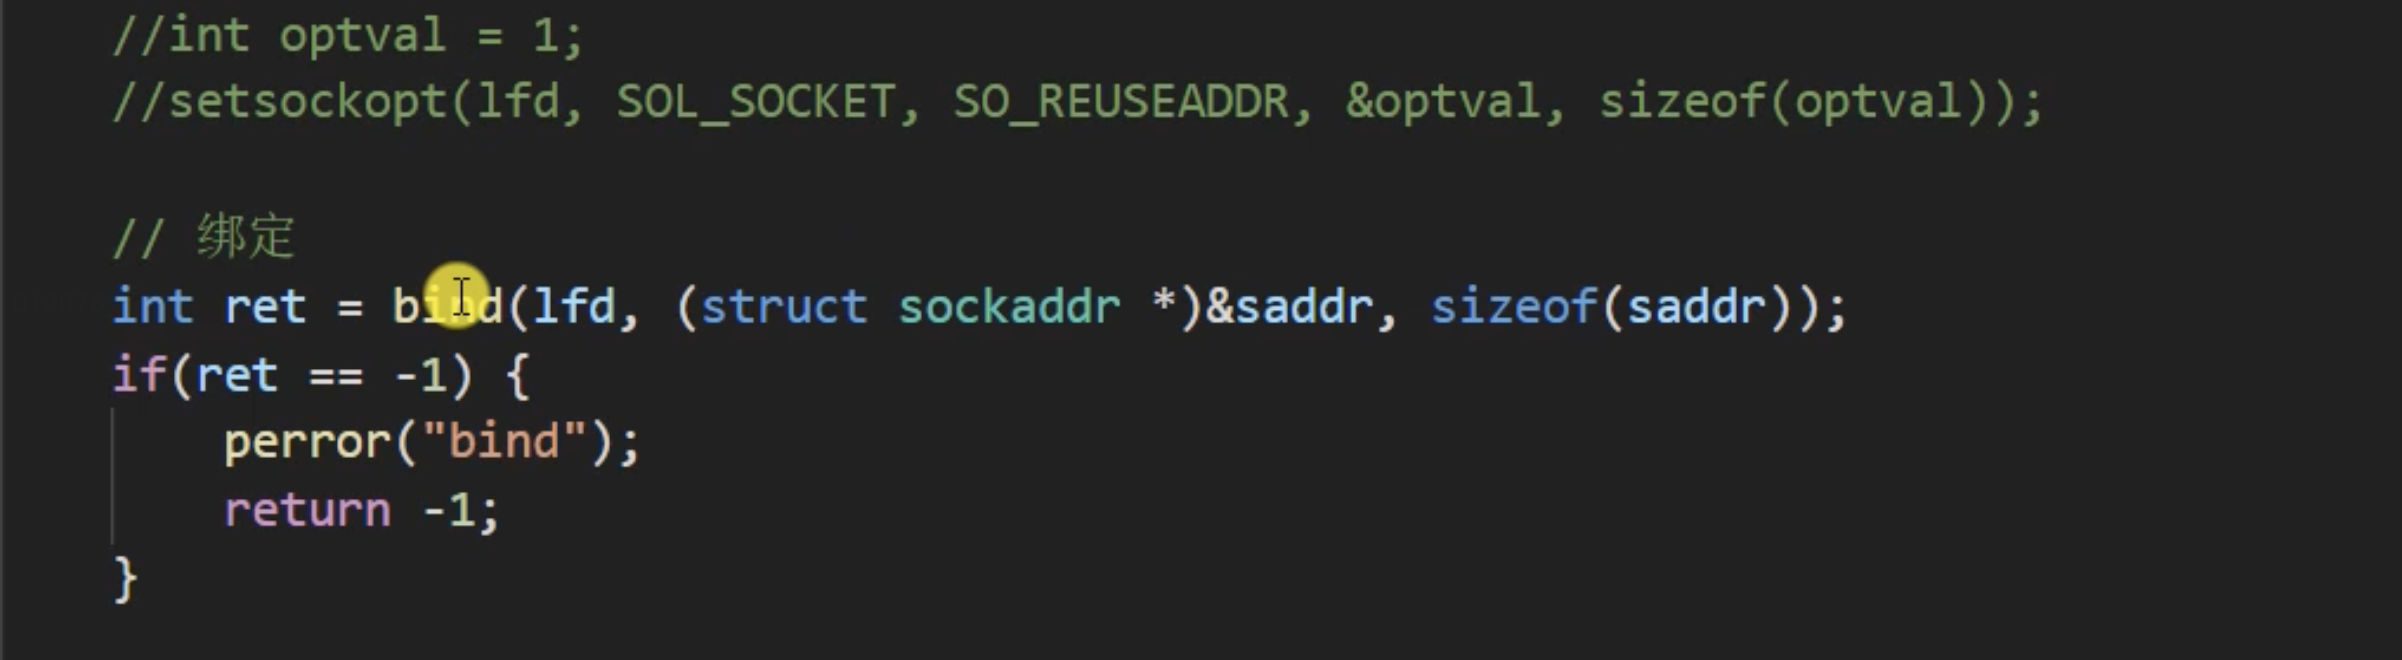 //int optval = 1;
//setsockopt(lfd, SOL_SOCKET, SO_REUSEADDR, &optval, sizeof(optval));
// 绑定
int ret = bind(lfd, (struct sockaddr *)&saddr, sizeof(saddr));
if(ret == -1) {
perror("bind");
return -1;
}